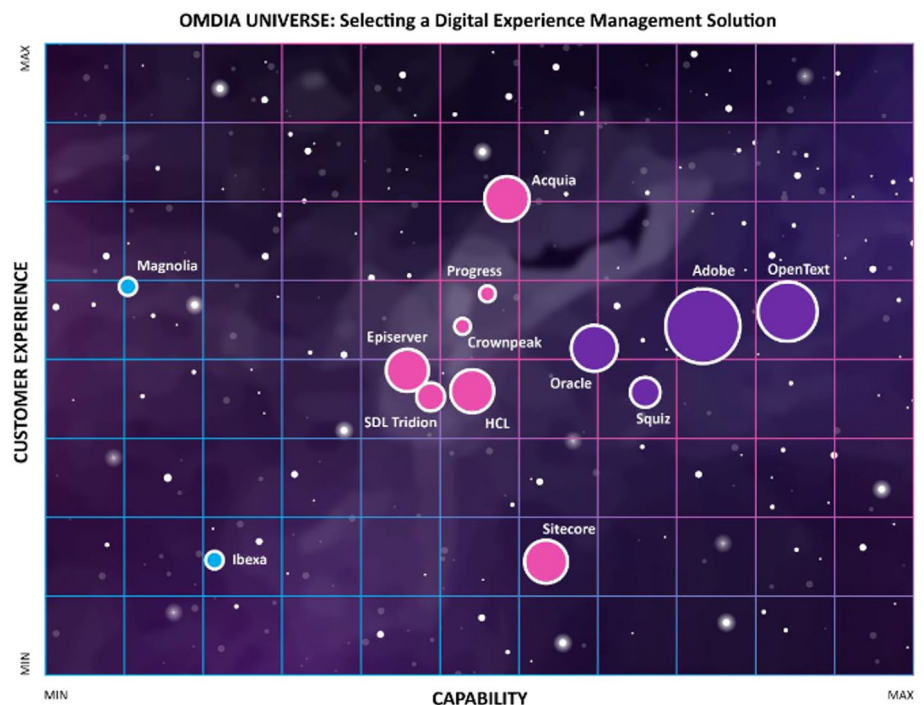 OMDIA UNIVERSE: Selecting a Digital Experience Management Solution
MAX
Acquia
Magnolia
Progress
Adobe
OpenText
CUSTOMER EXPERIENCE
Episerver
Crownpeak
Oracle
SDL Tridion
HCL
Squiz
Sitecore
Ibexa
MIN
MIN
CAPABILITY
MAX